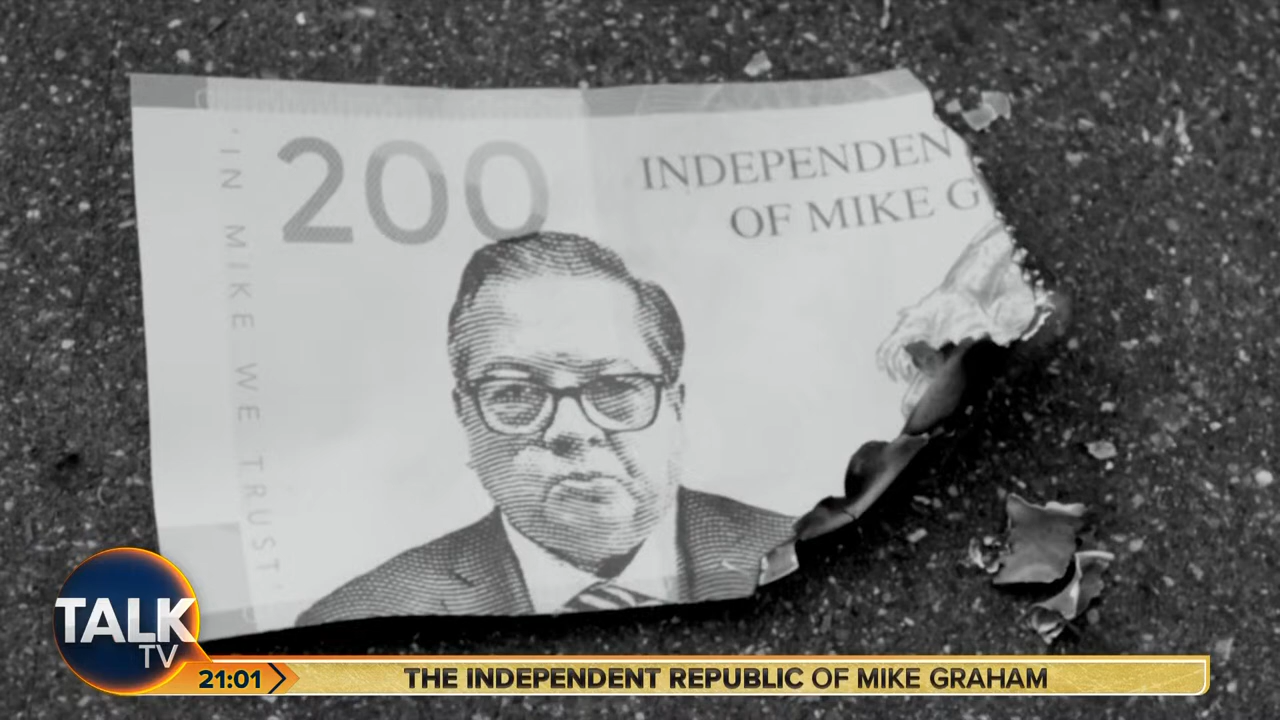 200
INDEPENDEN
OF MIKE G
'IN MIKE WE TRUST'
TALK
TV
21:01
THE INDEPENDENT REPUBLIC OF MIKE GRAHAM